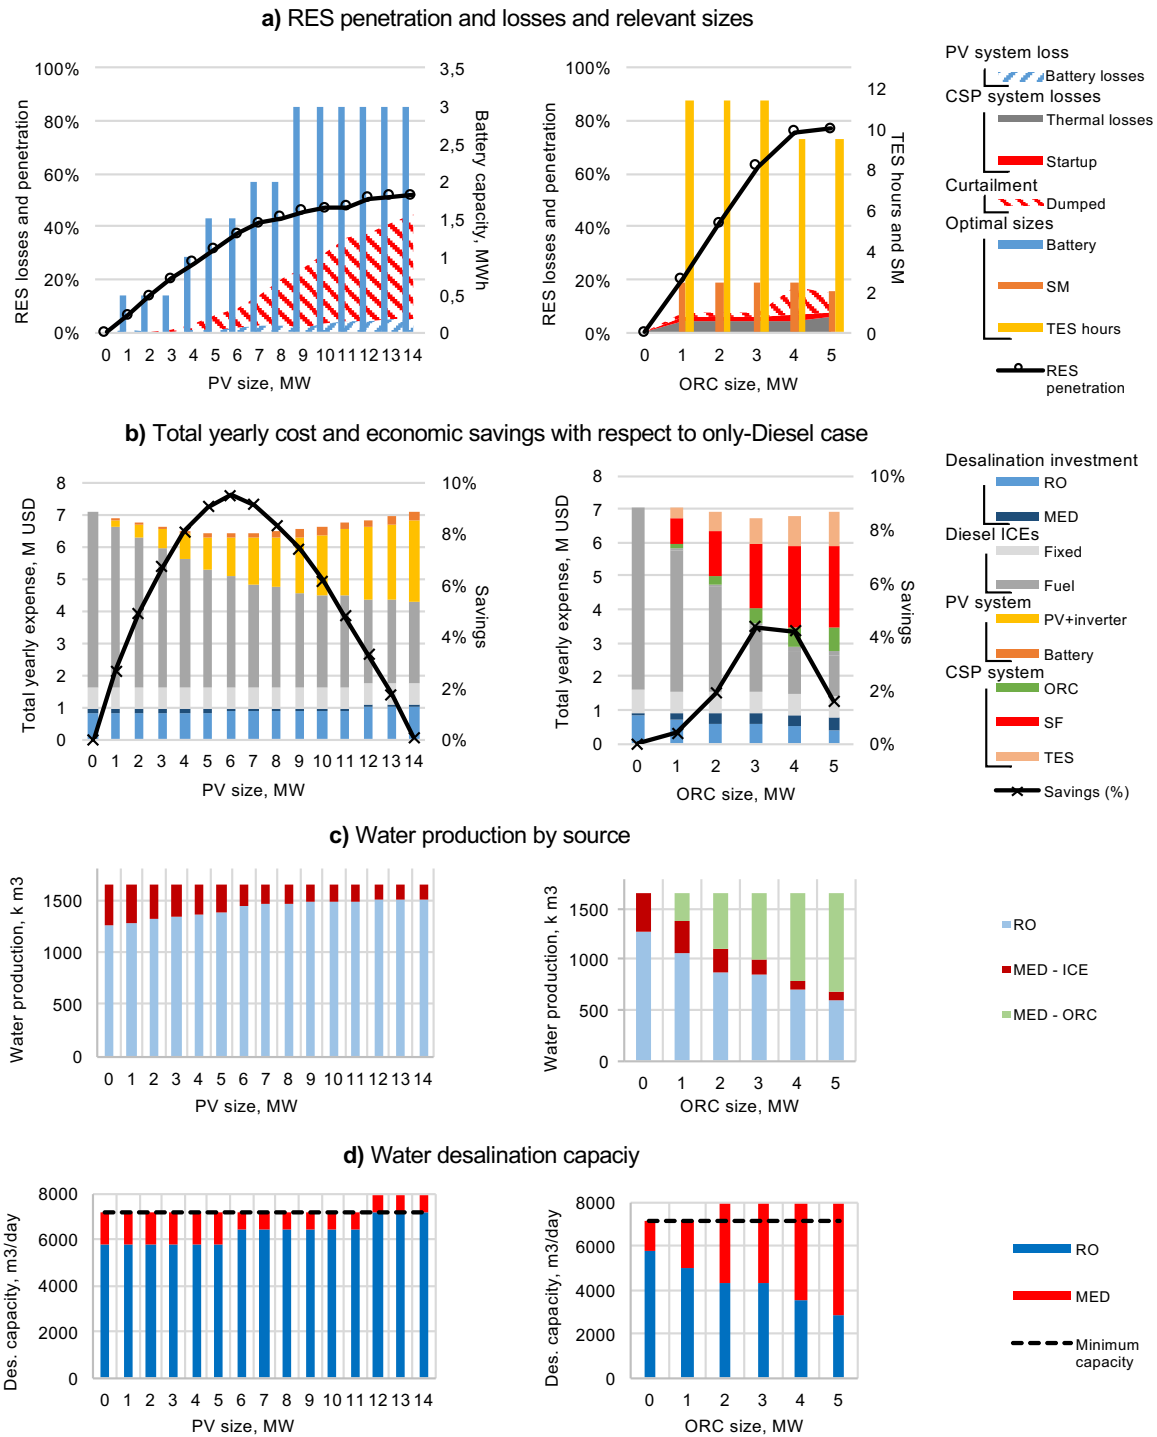 a) RES penetration and losses and relevant sizes
RES losses and penetration
100%
80%
60%
40%
20%
0%
3,5
3
2,5
2
1,5
1
0,5
0
Battery capacity, MWh
0 1 2 3 4 5 6 7 8 9 10 11 12 13 14
PV size, MW
RES losses and penetration
100%
80%
60%
40%
20%
0%
12
10
8
6
4
2
0
TES hours and SM
0 1 2 3 4 5
ORC size, MW
PV system loss
Battery losses
CSP system losses
Thermal losses
Startup
Curtailment
Dumped
Optimal sizes
Battery
SM
TES hours
RES
penetration
b) Total yearly cost and economic savings with respect to only-Diesel case
Total yearly expense, M USD
8
7
6
5
4
3
2
1
0
10%
8%
6%
4%
2%
0%
Savings
0 1 2 3 4 5 6 7 8 9 10 11 12 13 14
PV size, MW
Total yearly expense, M USD
8
7
6
5
4
3
2
1
0
10%
8%
6%
4%
2%
0%
Savings
0 1 2 3 4 5
ORC size, MW
Desalination investment
RO
MED
Diesel ICEs
Fixed
Fuel
PV system
PV+inverter
Battery
CSP system
ORC
SF
TES
Savings (%)
c) Water production by source
Water production, k m3
1500
1000
500
0
0 1 2 3 4 5 6 7 8 9 10 11 12 13 14
PV size, MW
Water production, k m3
1500
1000
500
0
0 1 2 3 4 5
ORC size, MW
RO
MED - ICE
MED - ORC
d) Water desalination capaciy
Des. capacity, m3/day
8000
6000
4000
2000
0
0 1 2 3 4 5 6 7 8 9 10 11 12 13 14
PV size, MW
Des. capacity, m3/day
8000
6000
4000
2000
0
0 1 2 3 4 5
ORC size, MW
RO
MED
Minimum
capacity